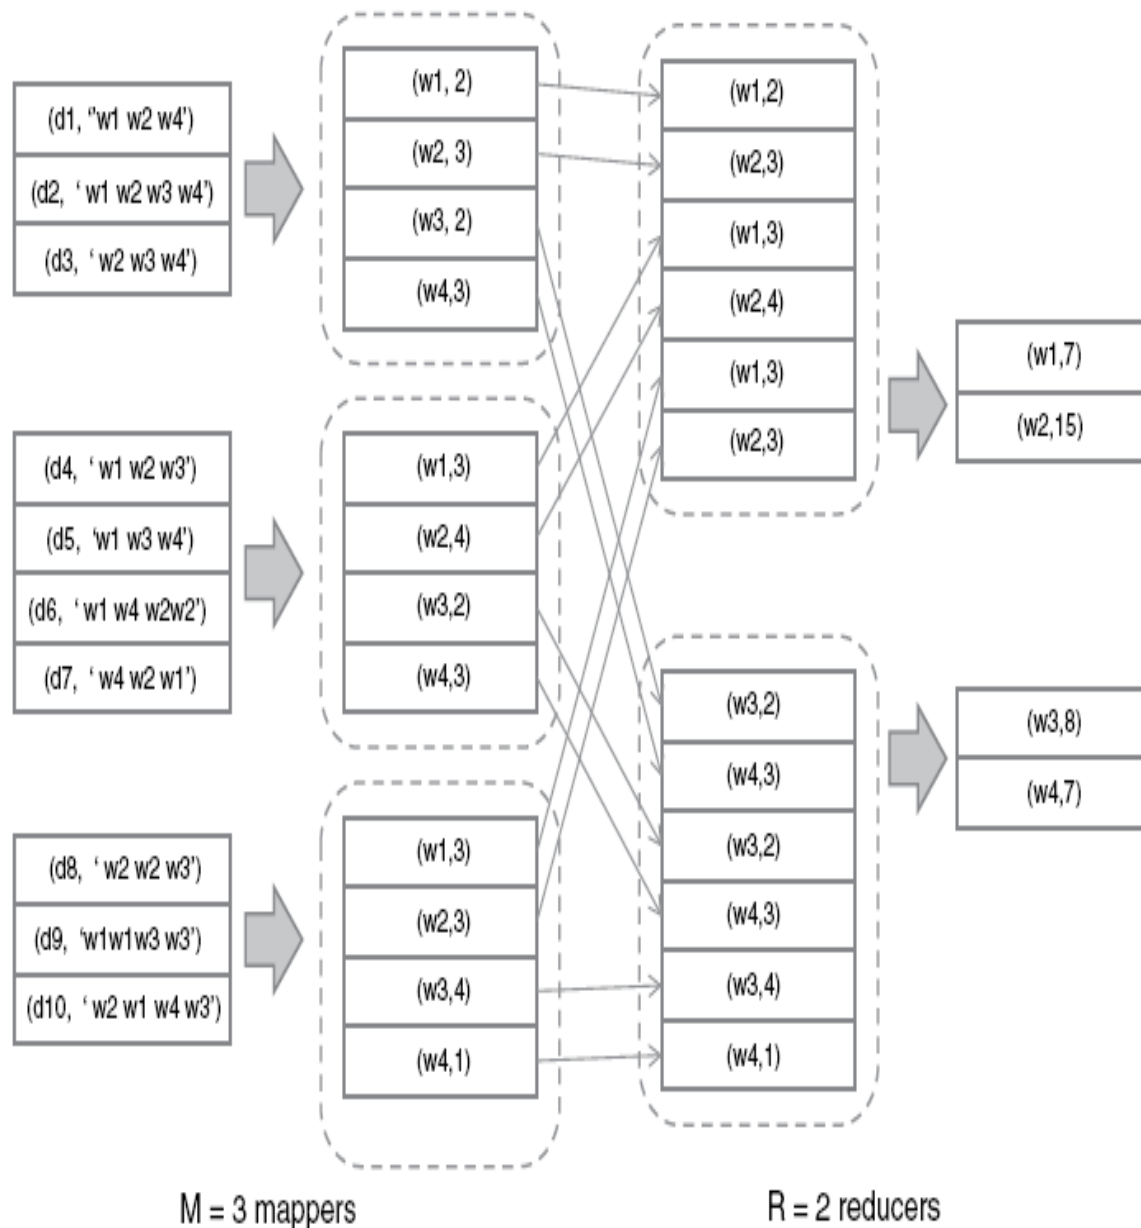 (d1, “w1 w2 w4’)
(d2, ‘ w1 w2 w3 w4’)
(d3, ‘ w2 w3 w4’)
(d4, ‘ w1 w2 w3’)
(d5, ‘w1 w3 w4’)
(d6, ‘ w1 w4 w2w2’)
(d7, ‘ w4 w2 w1’)
(d8, ‘ w2 w2 w3’)
(d9, ‘w1w1w3 w3’)
(d10, ‘ w2 w1 w4 w3’)
(w1, 2)
(w2, 3)
(w3, 2)
(w4,3)
(w1,3)
(w2,4)
(w3,2)
(w4,3)
(w1,3)
(w2,3)
(w3,4)
(w4,1)
M = 3 mappers
(w1,2)
(w2,3)
(w1,3)
(w2,4)
(w1,3)
(w2,3)
(w3,2)
(w4,3)
(w3,2)
(w4,3)
(w3,4)
(w4,1)
R = 2 reducers
(w1,7)
(w2,15)
(w3,8)
(w4,7)